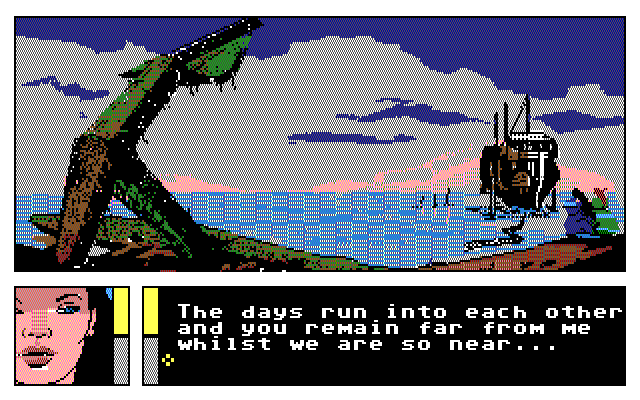 The days run into each other
and you remain far from me
whilst we are so near...